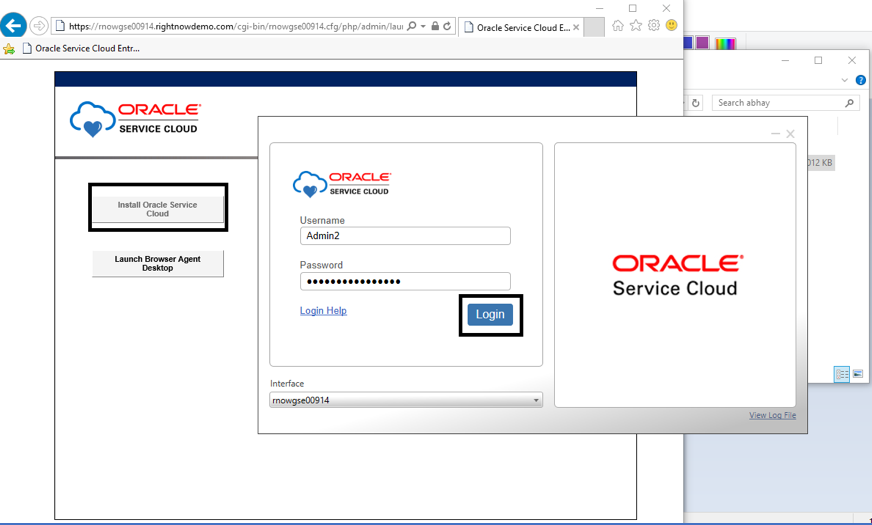 https://rnowgse00914.rightnowdemo.com/cgi-bin/rnowgse00914.cfg/php/admin/lau
Oracle Service Cloud E...
Oracle Service Cloud Entr...
Search abhay
ORACLE
SERVICE CLOUD
012 KB
Install Oracle Service
Cloud
Launch Browser Agent
Desktop
ORACLE
SERVICE CLOUD
Username
Admin2
Password
Login Help
Login
Interface
rnowgse00914
ORACLE
Service Cloud
View Log File